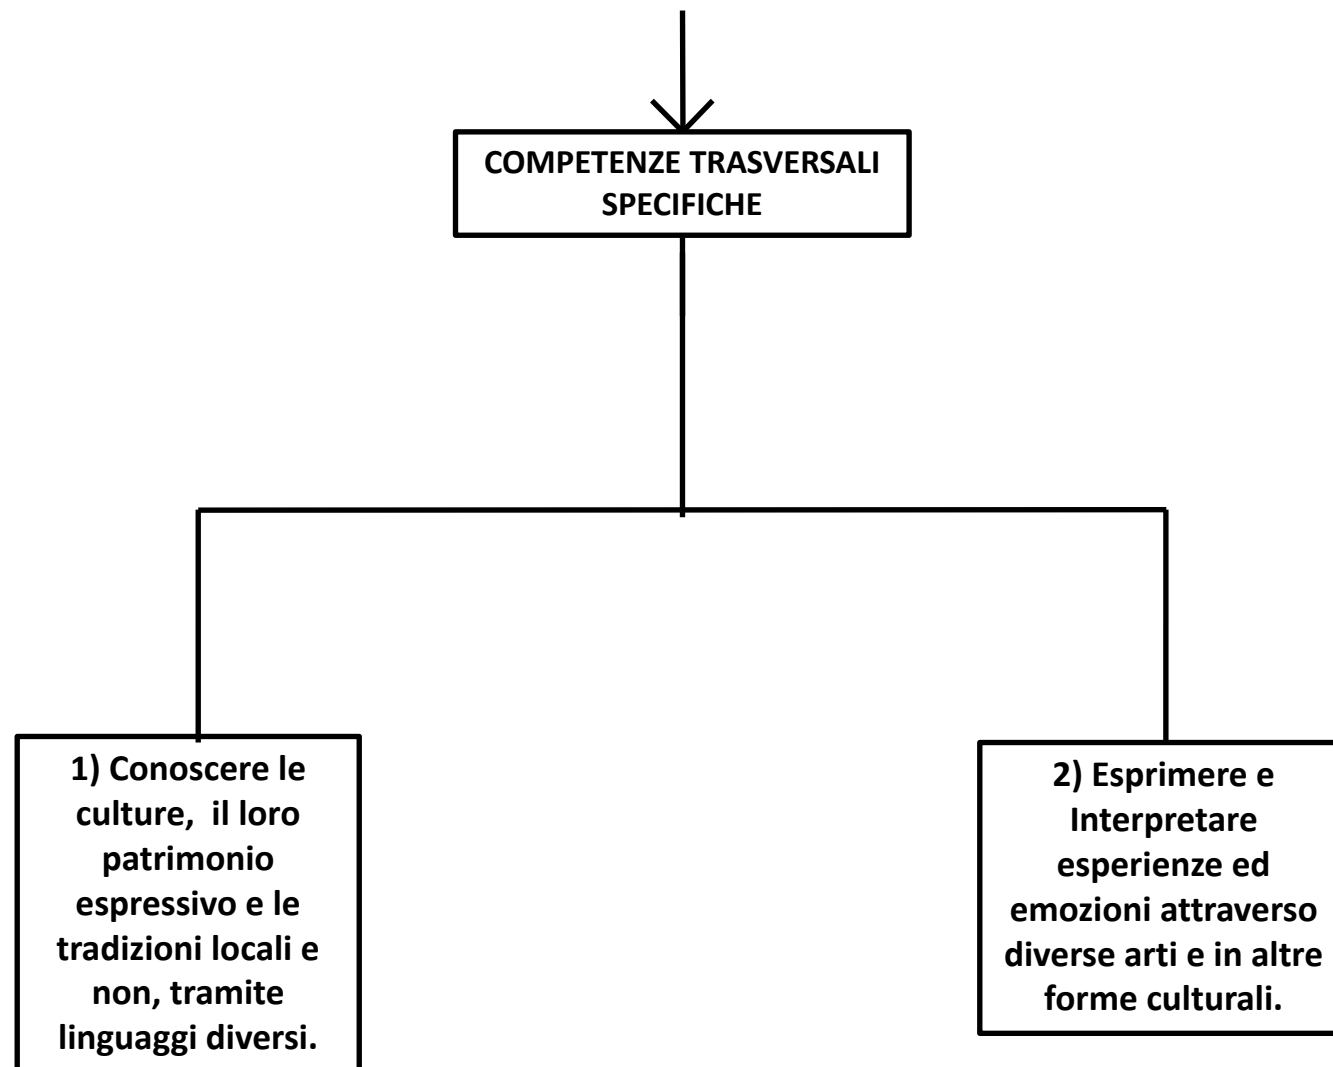 COMPETENZE TRASVERSALI
SPECIFICHE
1) Conoscere le
culture,  il loro
patrimonio
espressivo e le
tradizioni locali e
non, tramite
linguaggi diversi.
2) Esprimere e
Interpretare
esperienze ed
emozioni attraverso
diverse arti e in altre
forme culturali.